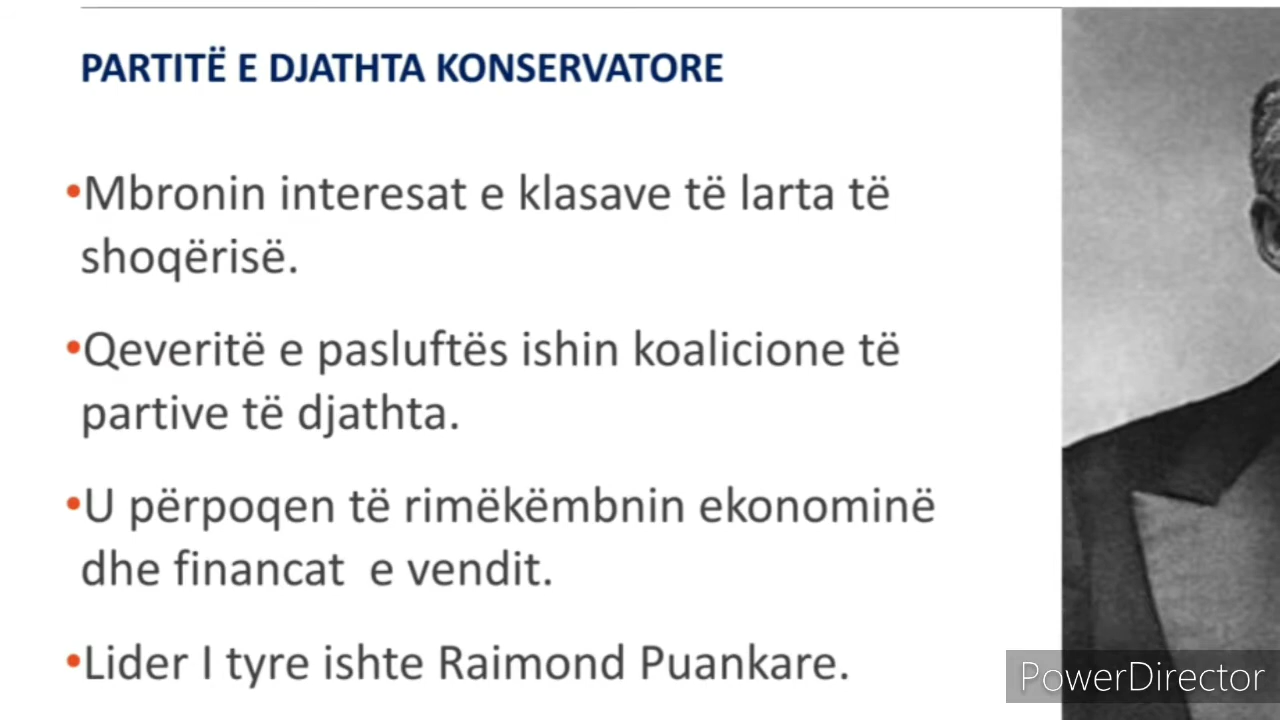 PARTITË E DJATHTA KONSERVATORE
•Mbronin interesat e klasave të larta të
shoqërisë.
•Qeveritë e pasluftës ishin koalicione të
partive të djathta.
•U përpoqen të rimëkëmbnin ekonominë
dhe financat  e vendit.
•Lider I tyre ishte Raimond Puankare.
PowerDirector